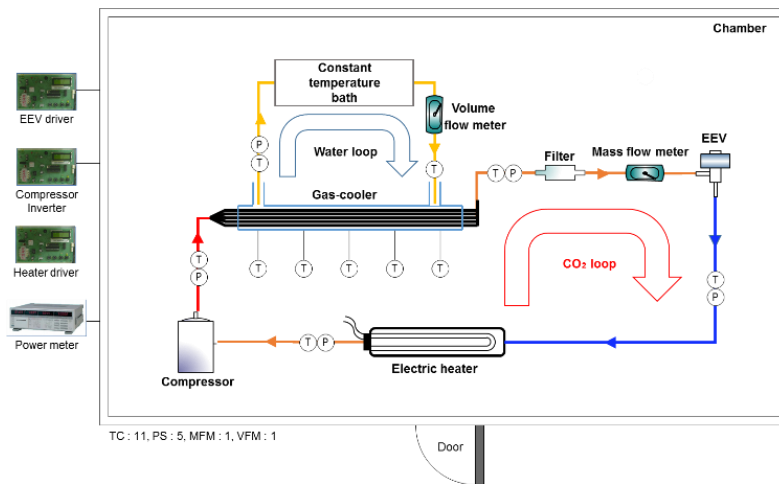 Chamber
Constant
temperature
bath
Volume
flow meter
EEV driver
P
T
Water loop
T
Filter
Mass flow meter
EEV
T P
Gas-cooler
Compressor
Inverter
T
P
T T T T T
CO₂ loop
T
P
Heater driver
T P
Power meter
Compressor
Electric heater
TC : 11, PS : 5, MFM : 1, VFM : 1
Door